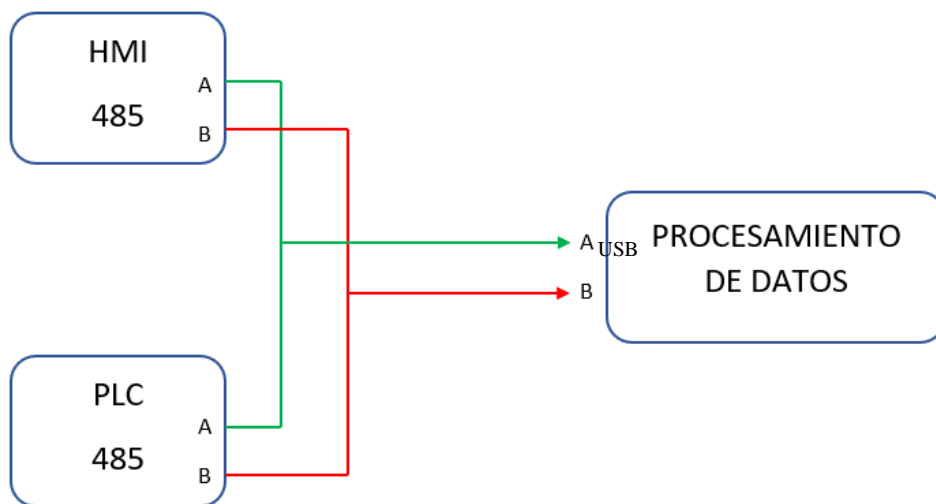 HMI
485
A
B
A
USB
B
PROCESAMIENTO
DE DATOS
PLC
485
A
B